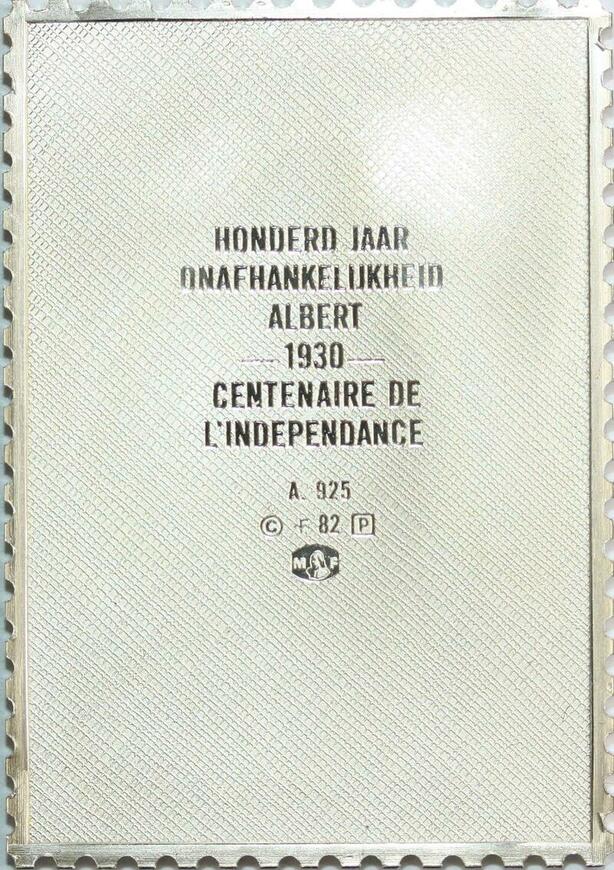 HONDERD JAAR
ONAFHANKELIJKHEID
ALBERT
— 1930 —
CENTENAIRE DE
L'INDEPENDANCE
A. 925
© F 82 P
M F